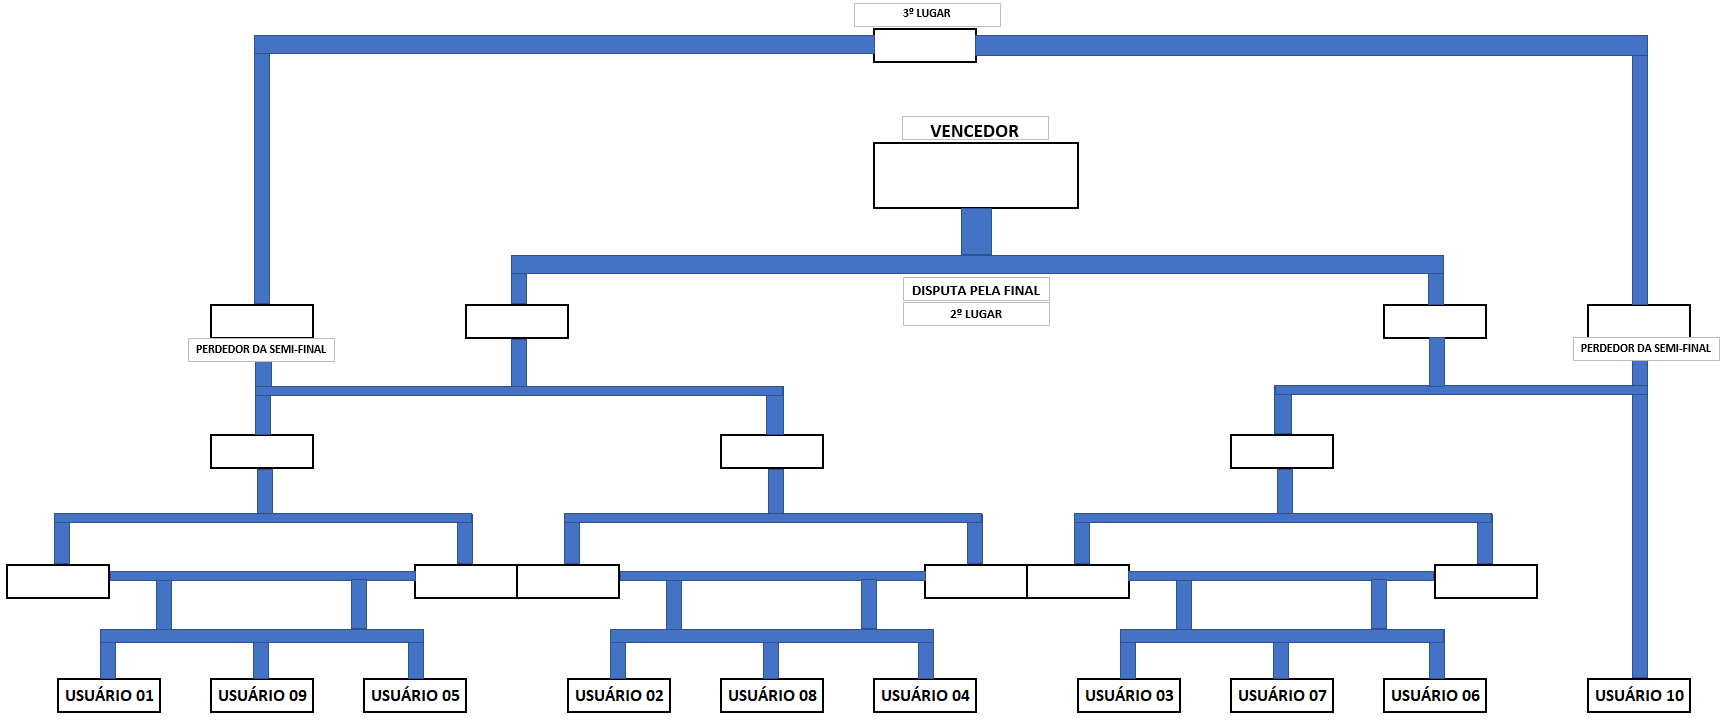 3º LUGAR
VENCEDOR
DISPUTA PELA FINAL
2º LUGAR
PERDEDOR DA SEMI-FINAL
PERDEDOR DA SEMI-FINAL
USUÁRIO 01
USUÁRIO 09
USUÁRIO 05
USUÁRIO 02
USUÁRIO 08
USUÁRIO 04
USUÁRIO 03
USUÁRIO 07
USUÁRIO 06
USUÁRIO 10